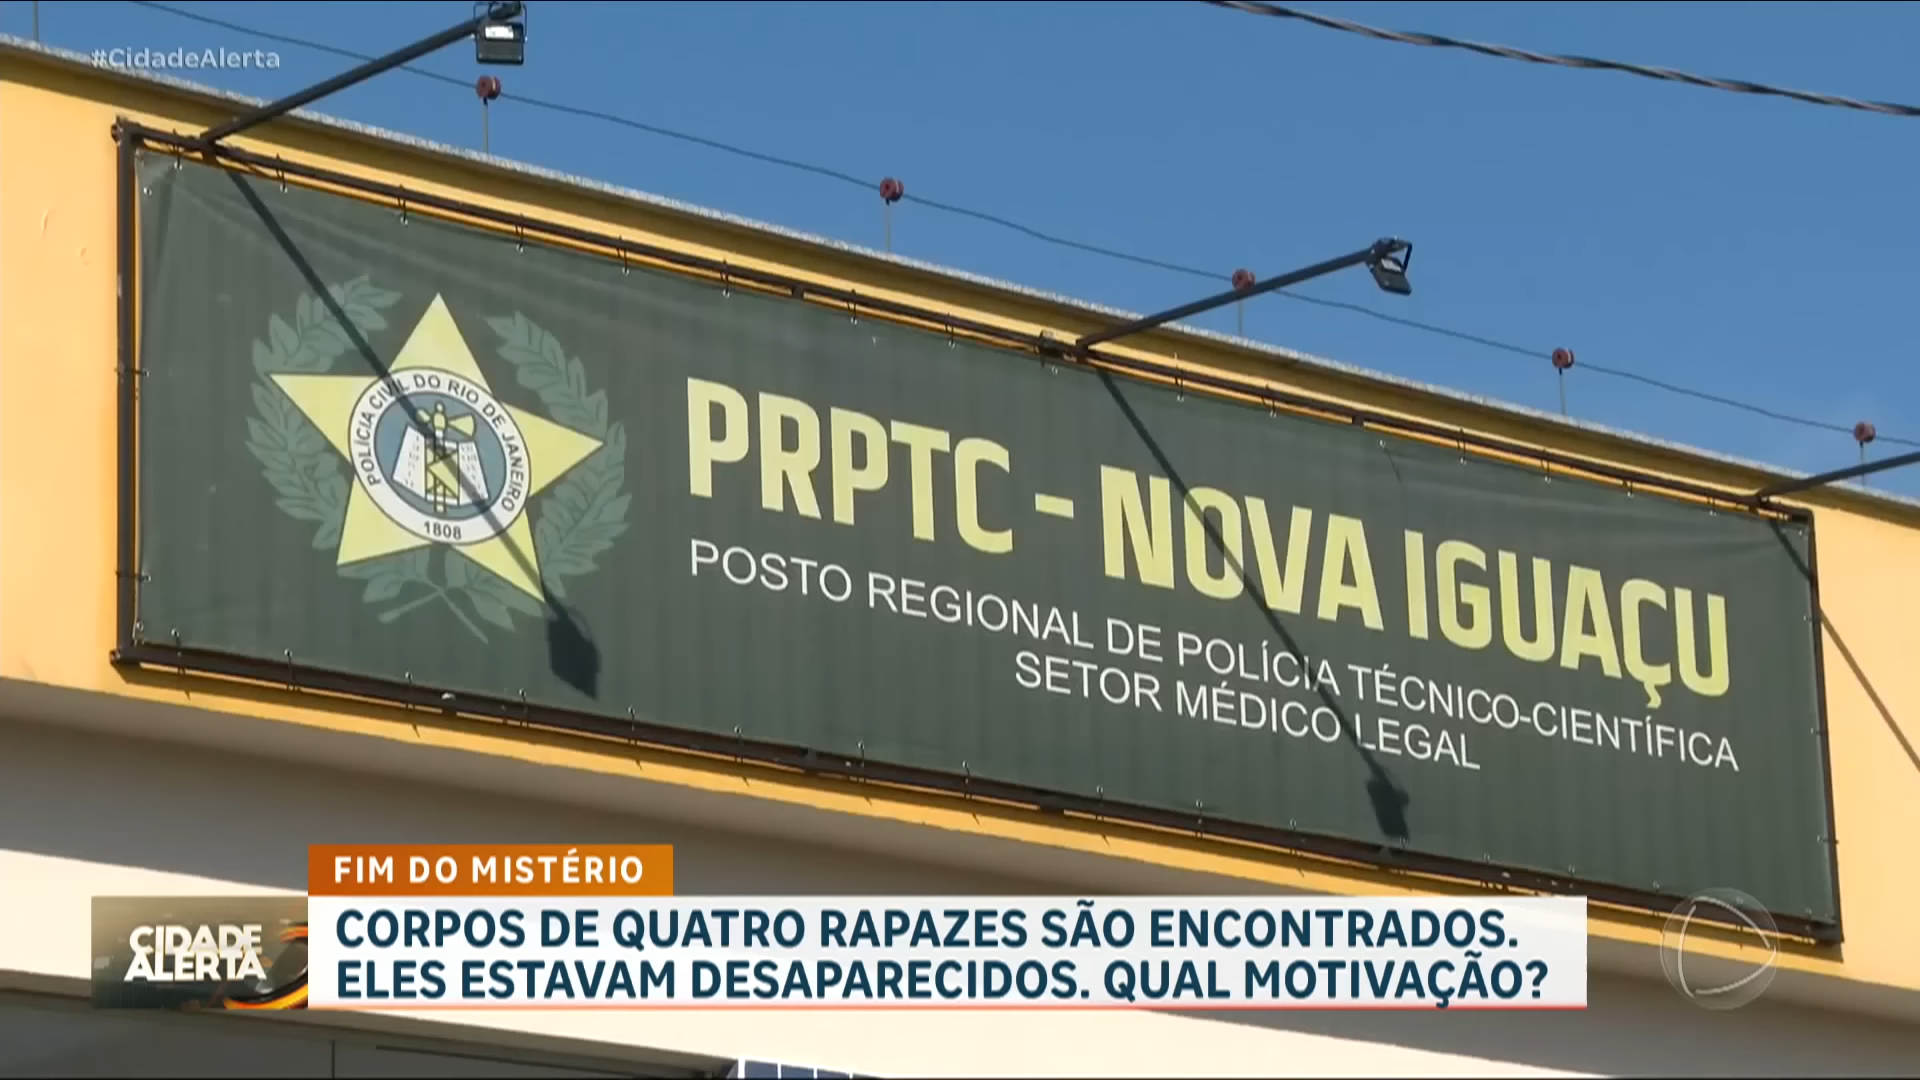 #CidadeAlerta
POLÍCIA CIVIL DO RIO DE JANEIRO
1808
PRPTC - NOVA IGUAÇU
POSTO REGIONAL DE POLÍCIA TÉCNICO-CIENTÍFICA
SETOR MÉDICO LEGAL
FIM DO MISTÉRIO
CIDADE
ALERTA
CORPOS DE QUATRO RAPAZES SÃO ENCONTRADOS.
ELES ESTAVAM DESAPARECIDOS. QUAL MOTIVAÇÃO?